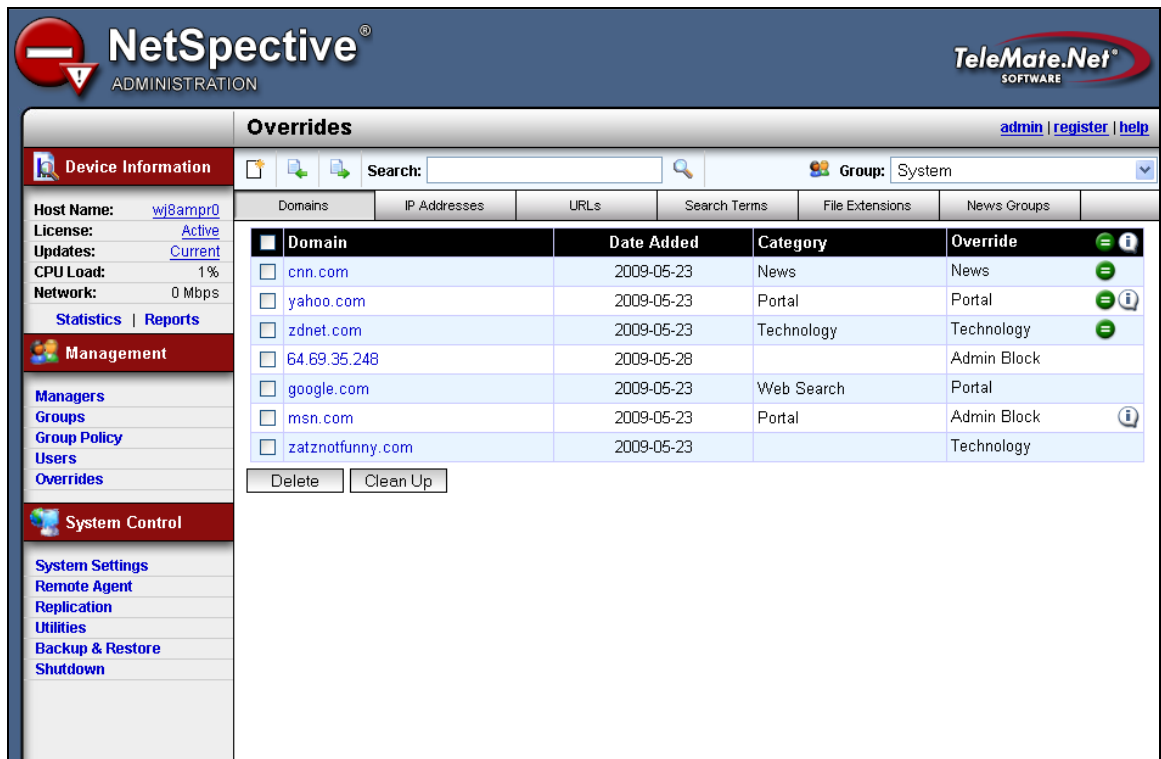 NetSpective®
ADMINISTRATION
TeleMate.Net
SOFTWARE
Overrides
admin | register | help
Device Information
Search:
Group: System
Host Name: wj8ampr0
License: Active
Updates: Current
CPU Load: 1%
Network: 0 Mbps
Statistics | Reports
Domains IP Addresses URLs Search Terms File Extensions News Groups
Domain Date Added Category Override
cnn.com 2009-05-23 News News
yahoo.com 2009-05-23 Portal Portal
zdnet.com 2009-05-23 Technology Technology
64.69.35.248 2009-05-28 Admin Block
google.com 2009-05-23 Web Search Portal
msn.com 2009-05-23 Portal Admin Block
zatznotfunny.com 2009-05-23 Technology
Delete Clean Up
Management
Managers
Groups
Group Policy
Users
Overrides
System Control
System Settings
Remote Agent
Replication
Utilities
Backup & Restore
Shutdown